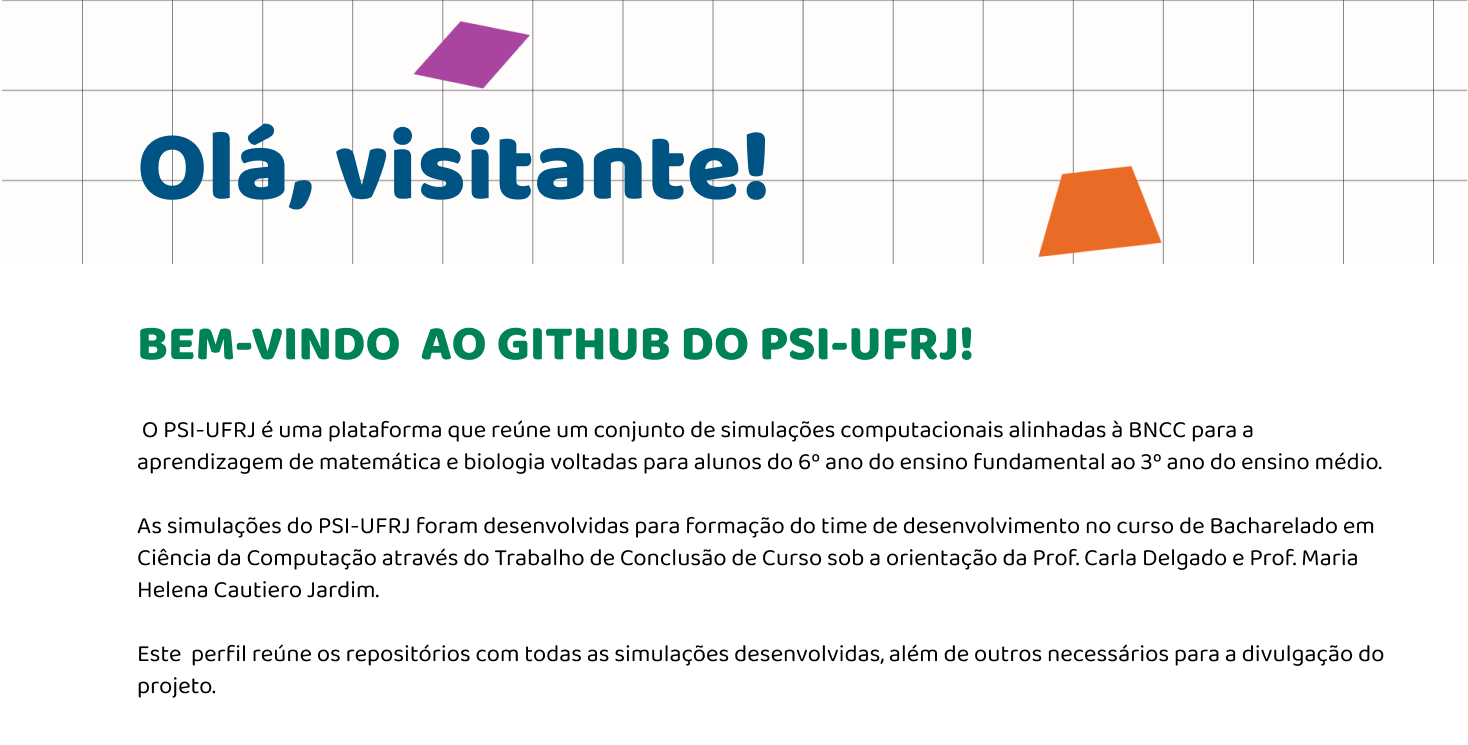 Olá, visitante!
BEM-VINDO  AO GITHUB DO PSI-UFRJ!
O PSI-UFRJ é uma plataforma que reúne um conjunto de simulações computacionais alinhadas à BNCC para a
aprendizagem de matemática e biologia voltadas para alunos do 6º ano do ensino fundamental ao 3º ano do ensino médio.
As simulações do PSI-UFRJ foram desenvolvidas para formação do time de desenvolvimento no curso de Bacharelado em
Ciência da Computação através do Trabalho de Conclusão de Curso sob a orientação da Prof. Carla Delgado e Prof. Maria
Helena Cautiero Jardim.
Este  perfil reúne os repositórios com todas as simulações desenvolvidas, além de outros necessários para a divulgação do
projeto.